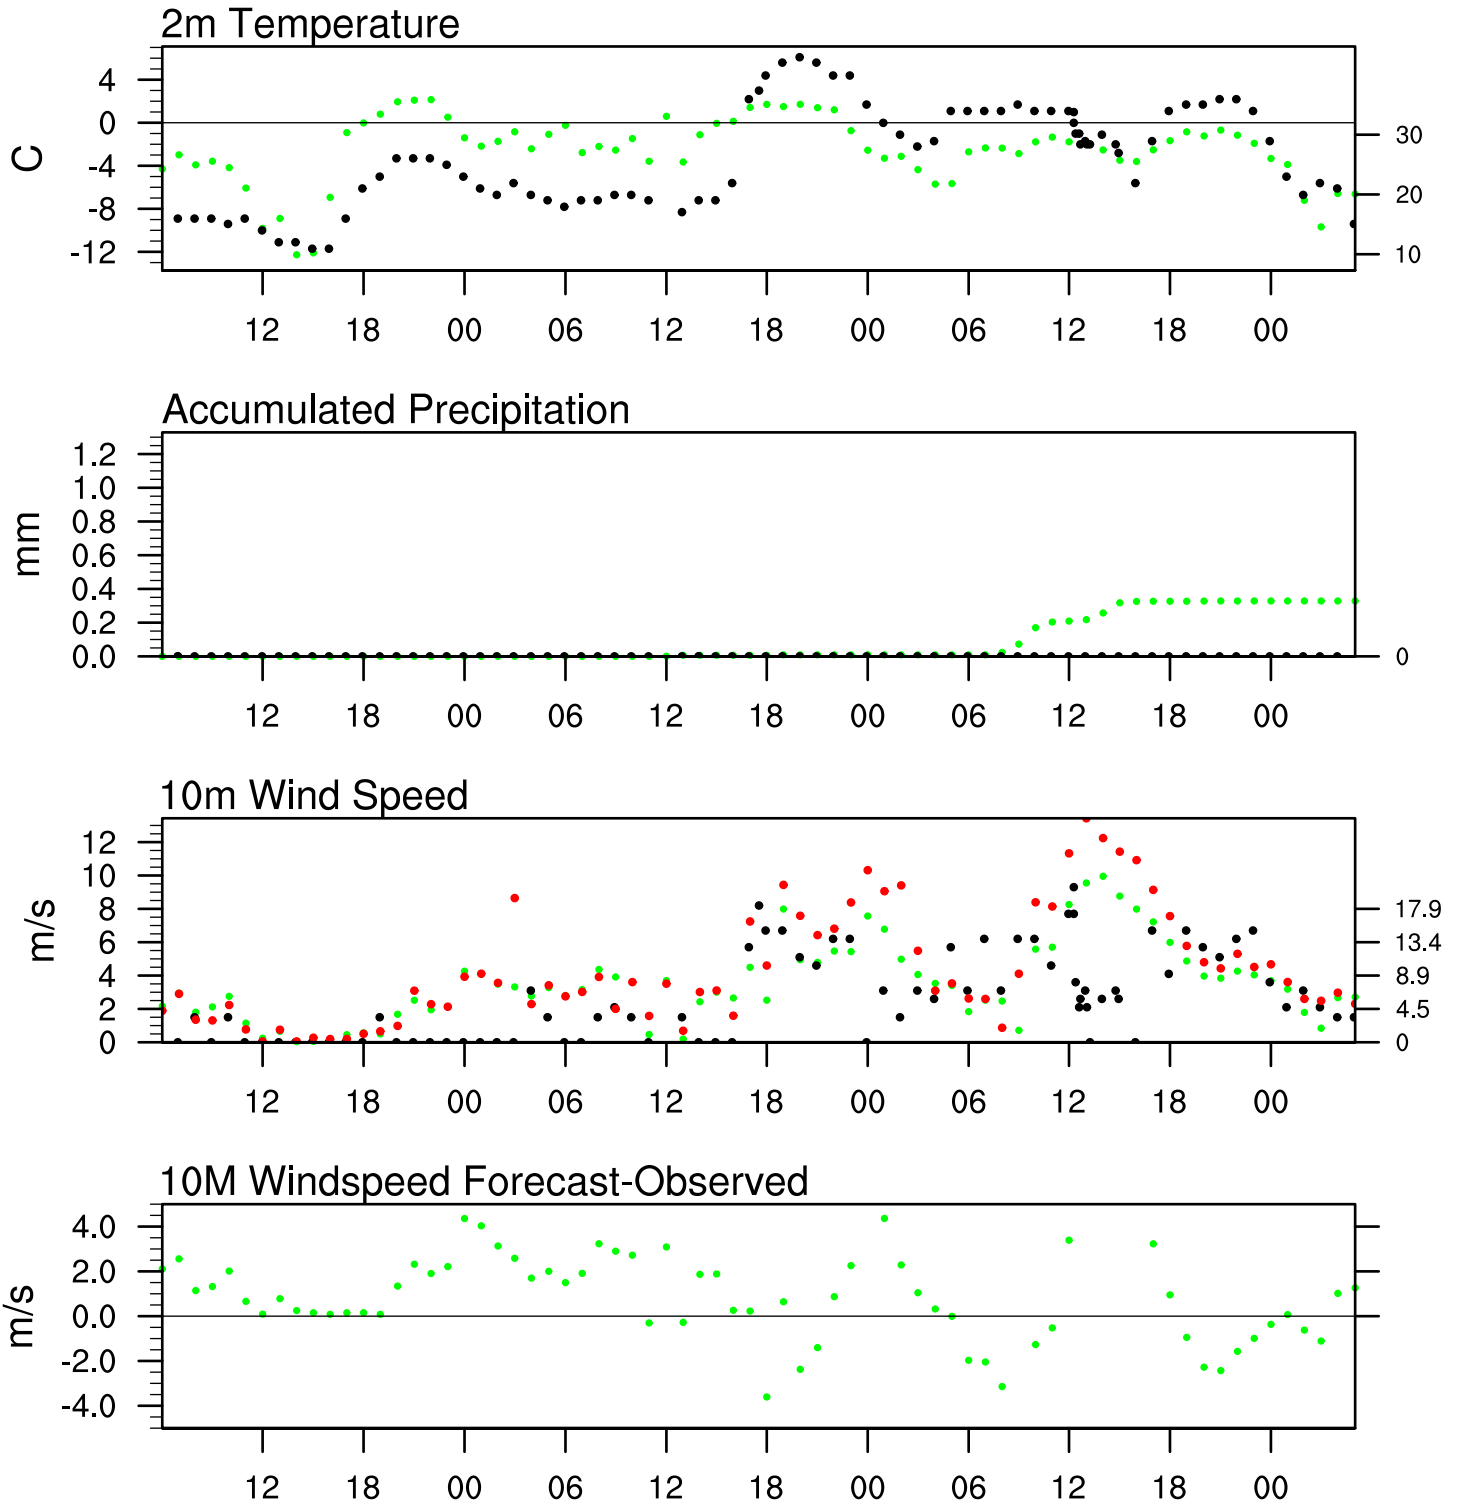 2m Temperature
C
4
0
-4
-8
-12
30
20
10
12 18 00 06 12 18 00 06 12 18 00
Accumulated Precipitation
mm
1.2
1.0
0.8
0.6
0.4
0.2
0.0
0
12 18 00 06 12 18 00 06 12 18 00
10m Wind Speed
m/s
12
10
8
6
4
2
0
17.9
13.4
8.9
4.5
0
12 18 00 06 12 18 00 06 12 18 00
10M Windspeed Forecast-Observed
m/s
4.0
2.0
0.0
-2.0
-4.0
12 18 00 06 12 18 00 06 12 18 00